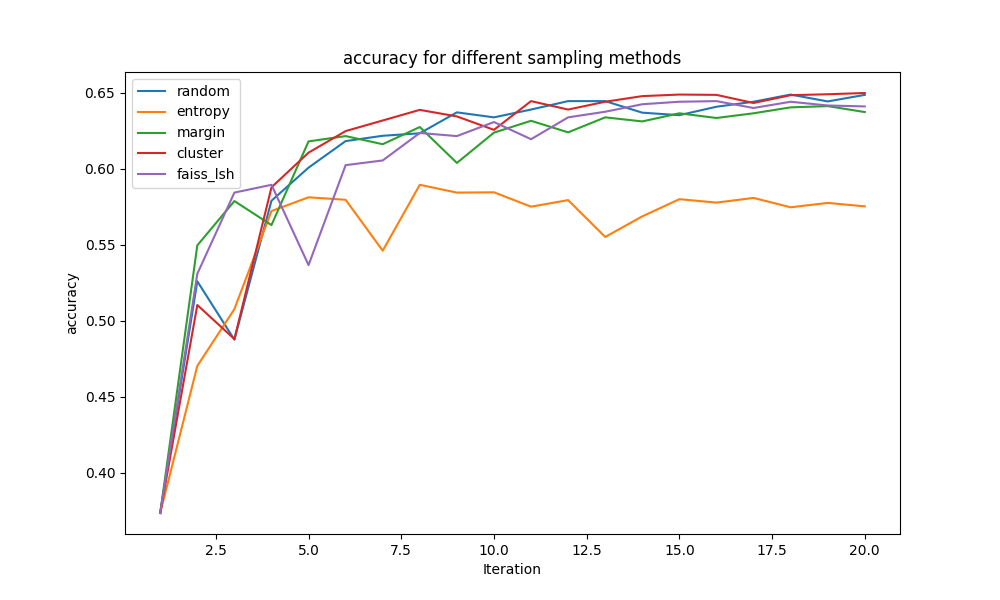 accuracy for different sampling methods
random
entropy
margin
cluster
faiss_lsh
accuracy
0.65
0.60
0.55
0.50
0.45
0.40
2.5 5.0 7.5 10.0 12.5 15.0 17.5 20.0
Iteration